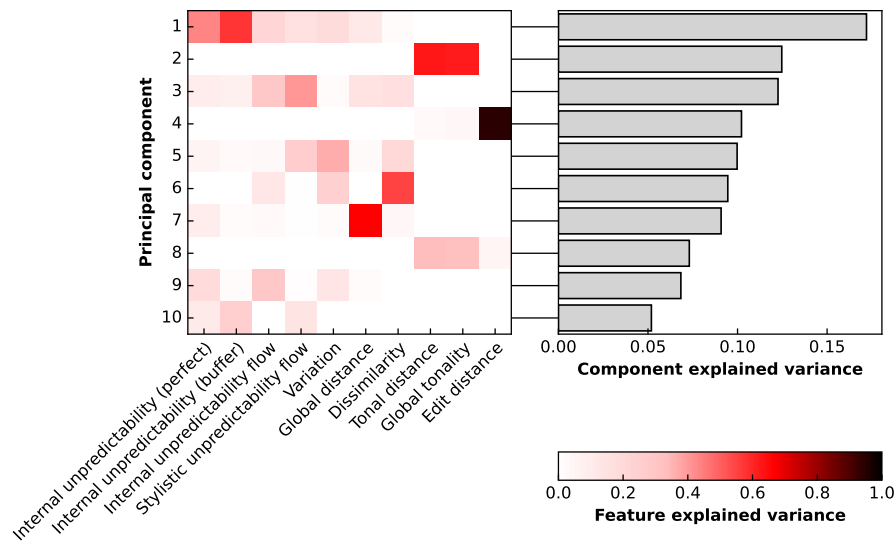 Principal component
1
2
3
4
5
6
7
8
9
10
Internal unpredictability (perfect)
Internal unpredictability (buffer)
Internal unpredictability flow
Stylistic unpredictability flow
Variation
Global distance
Dissimilarity
Tonal distance
Global tonality
Edit distance
0.00 0.05 0.10 0.15
Component explained variance
0.0 0.2 0.4 0.6 0.8 1.0
Feature explained variance